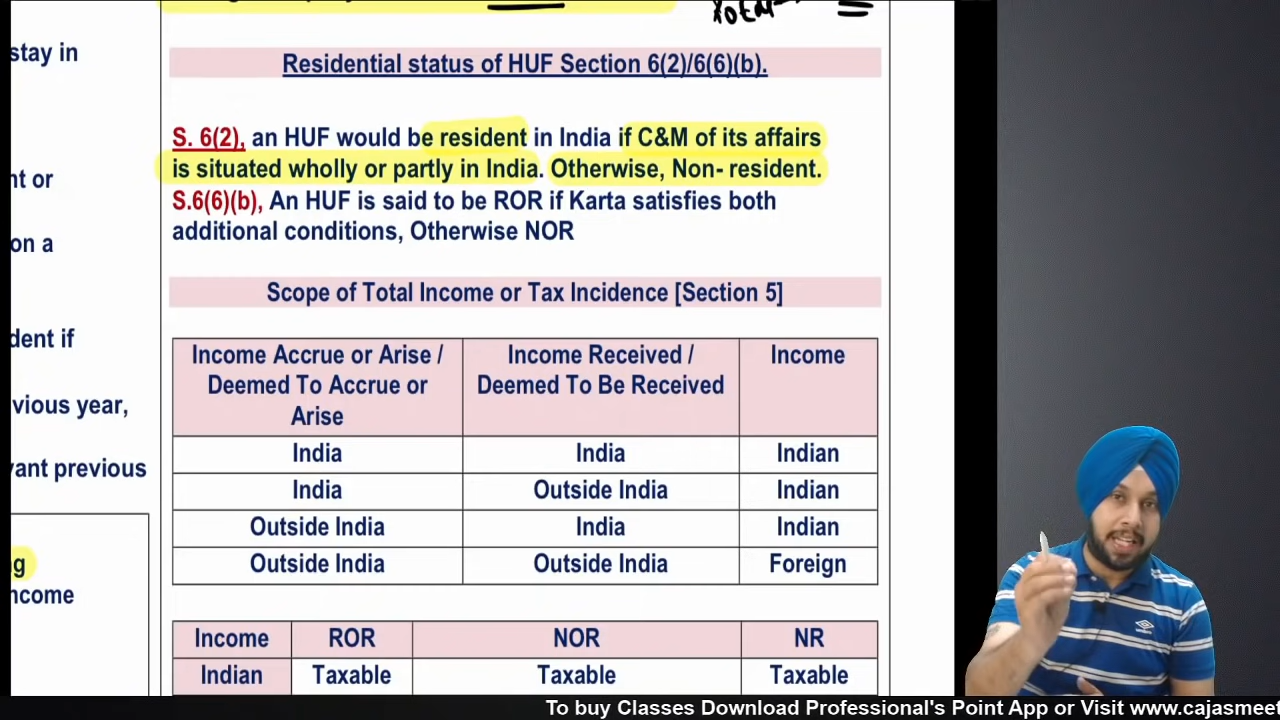 stay in
nt or
on a
dent if
vious year,
vant previous
g
ncome
Total
Residential status of HUF Section 6(2)/6(6)(b).
S. 6(2), an HUF would be resident in India if C&M of its affairs
is situated wholly or partly in India. Otherwise, Non- resident.
S.6(6)(b), An HUF is said to be ROR if Karta satisfies both
additional conditions, Otherwise NOR
Scope of Total Income or Tax Incidence [Section 5]
Income Accrue or Arise / Deemed To Accrue or Arise Income Received / Deemed To Be Received Income
India India Indian
India Outside India Indian
Outside India India Indian
Outside India Outside India Foreign
Income ROR NOR NR
Indian Taxable Taxable Taxable
To buy Classes Download Professional's Point App or Visit www.cajasmeet